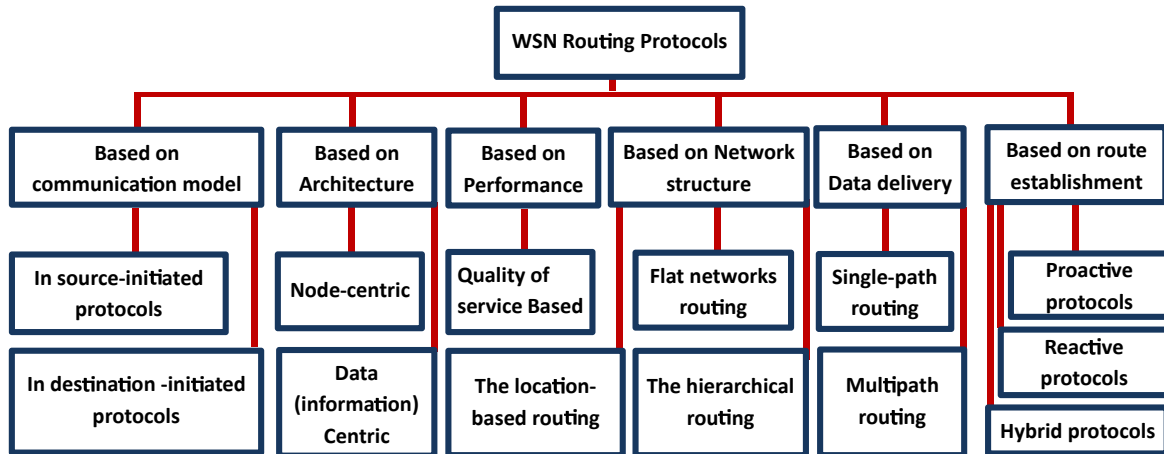 WSN Routing Protocols
Based on
communication model
Based on
Architecture
Based on
Performance
Based on Network
structure
Based on
Data delivery
Based on route
establishment
In source-initiated
protocols
Node-centric
Quality of
service Based
Flat networks
routing
Single-path
routing
Proactive
protocols
In destination -initiated
protocols
Data
(information)
Centric
The location-
based routing
The hierarchical
routing
Multipath
routing
Reactive
protocols
Hybrid protocols